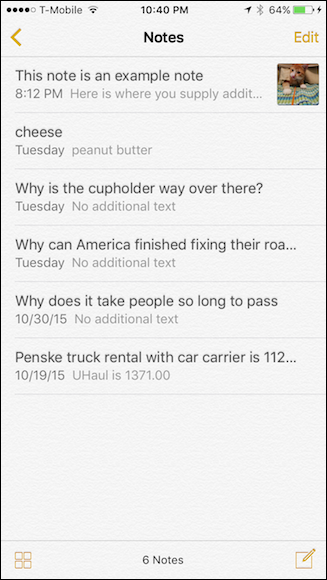 T-Mobile 10:40 PM 64%
Notes Edit
This note is an example note
8:12 PM Here is where you supply addit...
cheese
Tuesday peanut butter
Why is the cupholder way over there?
Tuesday No additional text
Why can America finished fixing their roa...
Tuesday No additional text
Why does it take people so long to pass
10/30/15 No additional text
Penske truck rental with car carrier is 112...
10/19/15 UHaul is 1371.00
6 Notes